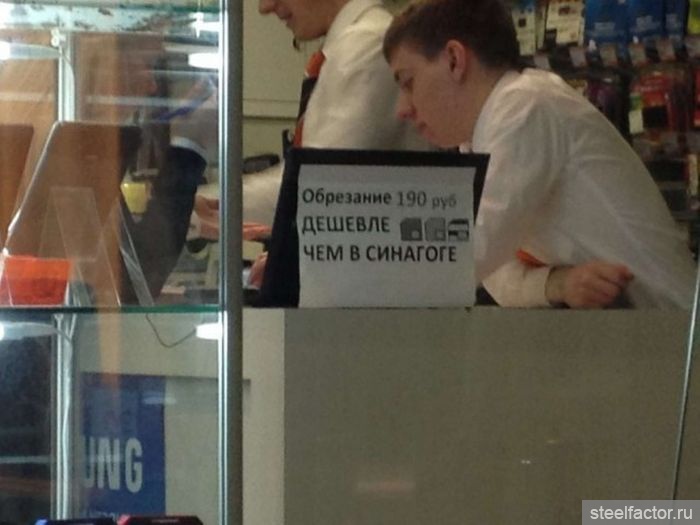 Обрезание 190 руб
ДЕШЕВЛЕ
ЧЕМ В СИНАГОГЕ
UNG
steelfactor.ru